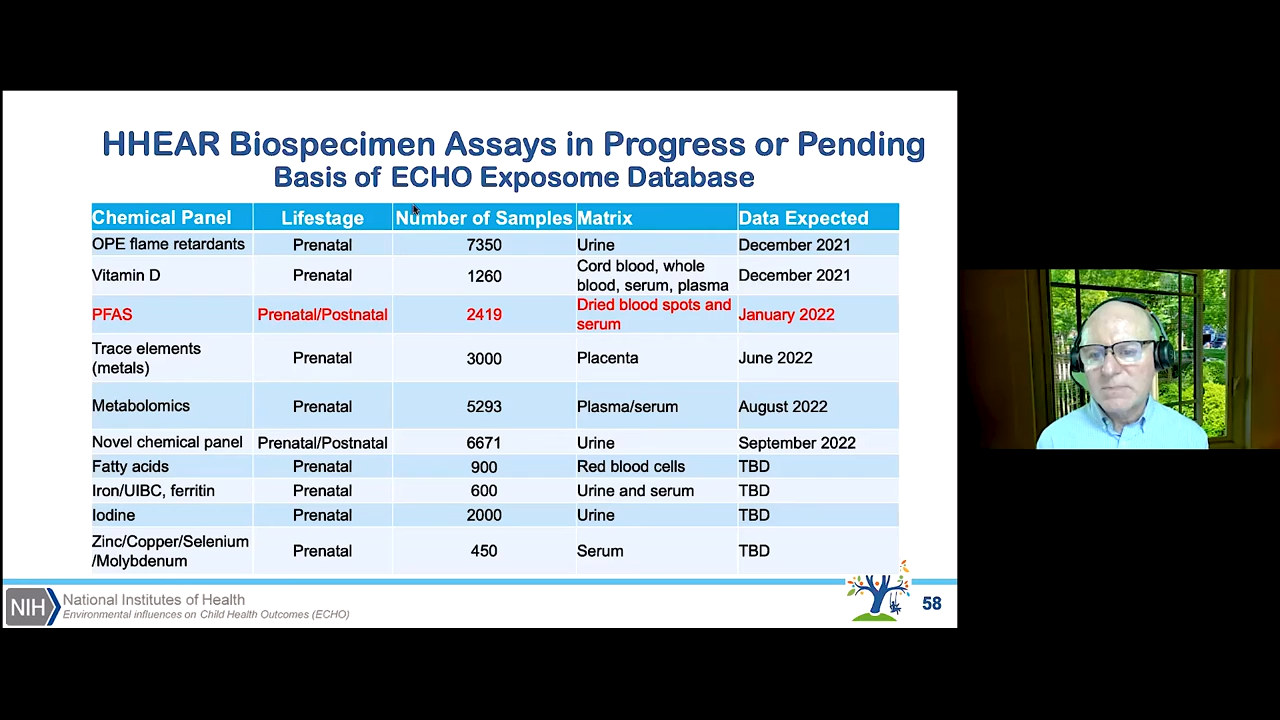 HHEAR Biospecimen Assays in Progress or Pending
Basis of ECHO Exposome Database
Chemical Panel Lifestage Number of Samples Matrix Data Expected
OPE flame retardants Prenatal 7350 Urine December 2021
Vitamin D Prenatal 1260 Cord blood, whole
blood, serum, plasma December 2021
PFAS Prenatal/Postnatal 2419 Dried blood spots and
serum January 2022
Trace elements
(metals) Prenatal 3000 Placenta June 2022
Metabolomics Prenatal 5293 Plasma/serum August 2022
Novel chemical panel Prenatal/Postnatal 6671 Urine September 2022
Fatty acids Prenatal 900 Red blood cells TBD
Iron/UIBC, ferritin Prenatal 600 Urine and serum TBD
Iodine Prenatal 2000 Urine TBD
Zinc/Copper/Selenium
/Molybdenum Prenatal 450 Serum TBD
NIH National Institutes of Health
Environmental influences on Child Health Outcomes (ECHO)
58